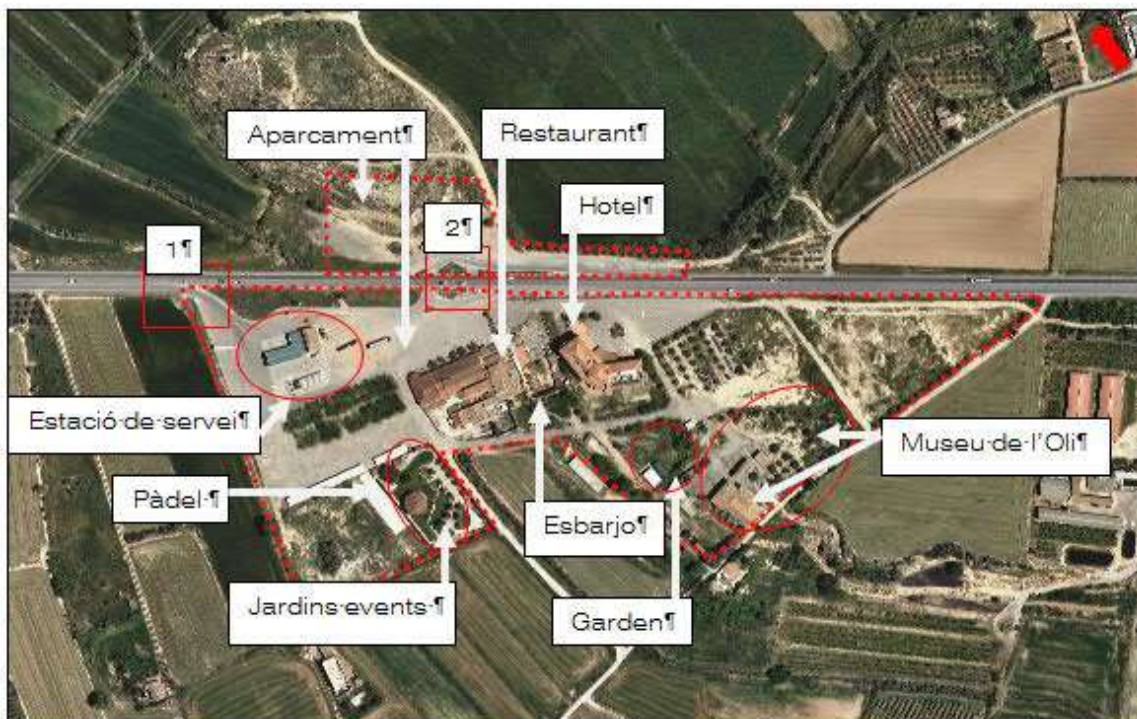 Aparcament¶
Restaurant¶
Hotel¶
2¶
1¶
Estació·de·servei¶
Museu·de·l’Oli¶
Pàdel·¶
Esbarjo¶
Jardins·events·¶
Garden¶